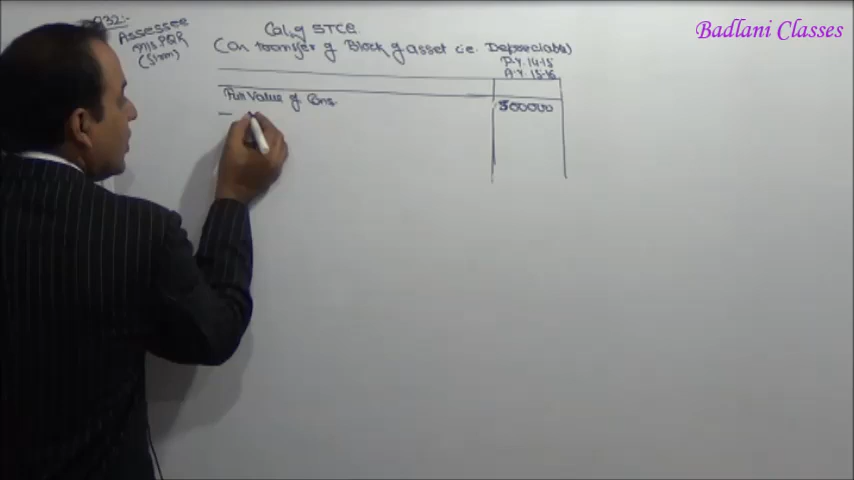 Badlani Classes
Q32:-
Assessee
M/s PQR
(Firm)
Cal. of STCG
(On transfer of Block of asset i.e. Depreciable)
P.Y. 14-15
A.Y. 15-16
Full Value of Cons. 500000